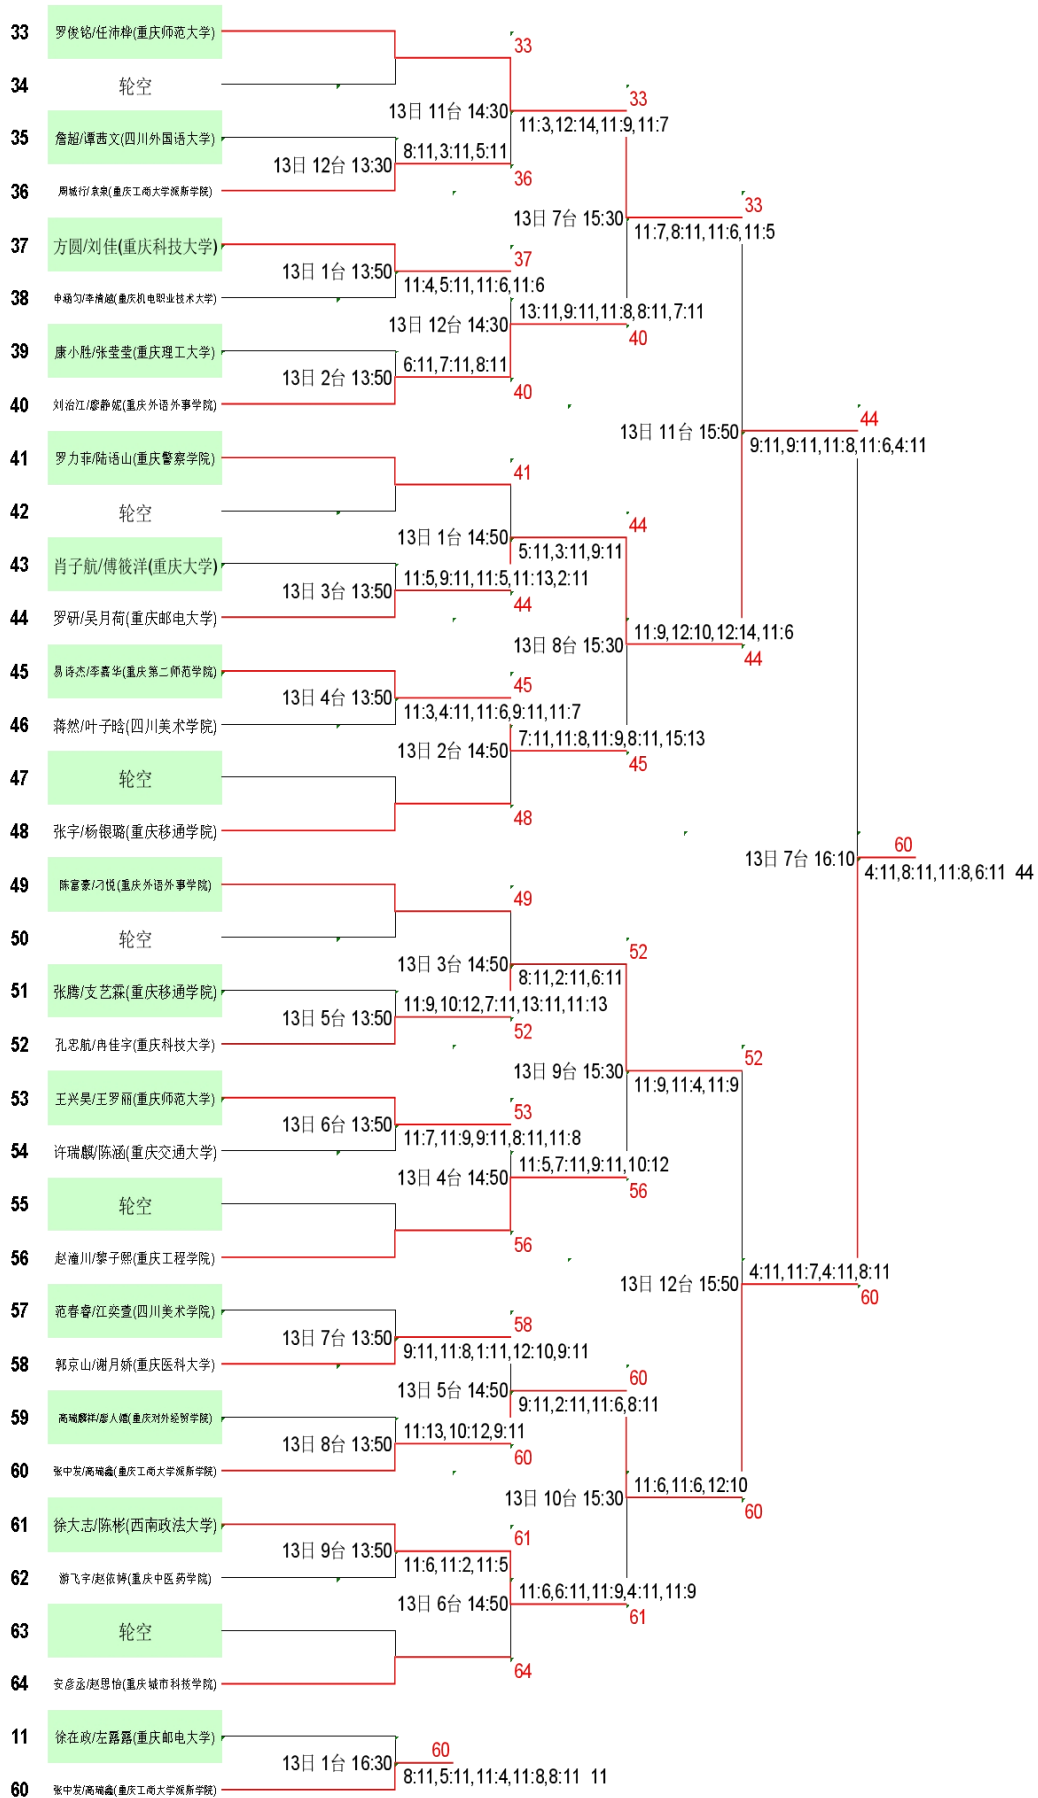 33 罗俊铭/任沛桦(重庆师范大学)
33
34 轮空
13日 11台 14:30
33
11:3,12:14,11:9,11:7
35 詹超/谭茜文(四川外国语大学)
13日 12台 13:30
8:11,3:11,5:11
36
36 周城行/袁泉(重庆工商大学派斯学院)
33
13日 7台 15:30
11:7,8:11,11:6,11:5
37 方圆/刘佳(重庆科技大学)
37
13日 1台 13:50
11:4,5:11,11:6,11:6
38 申涵匀/李清越(重庆机电职业技术大学)
13:11,9:11,11:8,8:11,7:11
13日 12台 14:30
40
39 康小胜/张莹莹(重庆理工大学)
6:11,7:11,8:11
13日 2台 13:50
40
40 刘治江/廖静妮(重庆外语外事学院)
44
13日 11台 15:50
9:11,9:11,11:8,11:6,4:11
41 罗力菲/陆语山(重庆警察学院)
41
42 轮空
44
13日 1台 14:50
5:11,3:11,9:11
43 肖子航/傅筱洋(重庆大学)
11:5,9:11,11:5,11:13,2:11
13日 3台 13:50
44
44 罗研/吴月荷(重庆邮电大学)
11:9,12:10,12:14,11:6
13日 8台 15:30
44
45 易诗杰/李嘉华(重庆第二师范学院)
45
13日 4台 13:50
11:3,4:11,11:6,9:11,11:7
46 蒋然/叶子晗(四川美术学院)
7:11,11:8,11:9,8:11,15:13
13日 2台 14:50
45
47 轮空
48
48 张宇/杨银璐(重庆移通学院)
60
13日 7台 16:10
4:11,8:11,11:8,6:11 44
49 陈富豪/刁悦(重庆外语外事学院)
49
50 轮空
52
13日 3台 14:50
8:11,2:11,6:11
51 张腾/支艺霖(重庆移通学院)
11:9,10:12,7:11,13:11,11:13
13日 5台 13:50
52
52 孔忠航/冉佳宇(重庆科技大学)
52
13日 9台 15:30
11:9,11:4,11:9
53 王兴昊/王罗丽(重庆师范大学)
53
13日 6台 13:50
11:7,11:9,9:11,8:11,11:8
54 许瑞麒/陈涵(重庆交通大学)
11:5,7:11,9:11,10:12
13日 4台 14:50
56
55 轮空
56
56 赵潼川/黎子熙(重庆工程学院)
4:11,11:7,4:11,8:11
13日 12台 15:50
60
57 范春睿/江奕萱(四川美术学院)
58
13日 7台 13:50
9:11,11:8,1:11,12:10,9:11
58 郭京山/谢月娇(重庆医科大学)
60
13日 5台 14:50
9:11,2:11,11:6,8:11
59 高瑞麟祥/廖人嬉(重庆对外经贸学院)
11:13,10:12,9:11
13日 8台 13:50
60
60 张中发/高瑞鑫(重庆工商大学派斯学院)
11:6,11:6,12:10
13日 10台 15:30
60
61 徐大志/陈彬(西南政法大学)
61
13日 9台 13:50
11:6,11:2,11:5
62 游飞宇/赵依婷(重庆中医药学院)
11:6,6:11,11:9,4:11,11:9
13日 6台 14:50
61
63 轮空
64
64 安彦丞/赵思怡(重庆城市科技学院)
11 徐在政/左露露(重庆邮电大学)
60
13日 1台 16:30
8:11,5:11,11:4,11:8,8:11 11
60 张中发/高瑞鑫(重庆工商大学派斯学院)